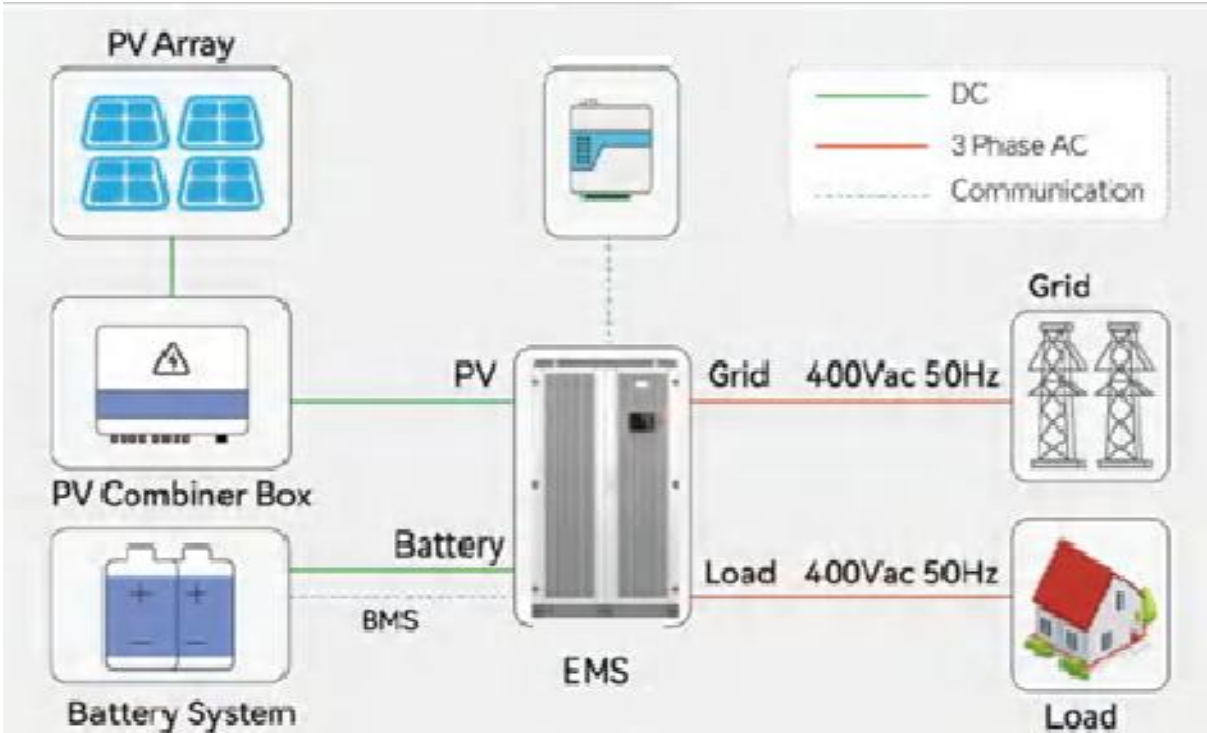 PV Array
DC
3 Phase AC
Communication
Grid
PV
Grid 400Vac 50Hz
PV Combiner Box
Battery
Load 400Vac 50Hz
BMS
EMS
Battery System
Load